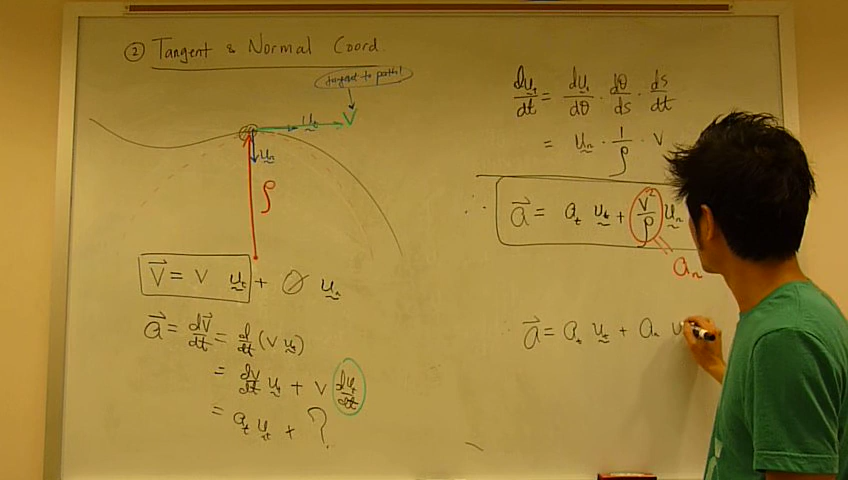 ② Tangent & Normal Coord.
tangent to path!
u_t V
u_n
ρ
V⃗ = V u_t + 0 u_n
a⃗ = dV⃗/dt = d/dt (V u_t)
= dV/dt u_t + V du_t/dt
= a_t u_t + ?
du_t/dt = du_t/dθ · dθ/ds · ds/dt
= u_n · 1/ρ · V
∴ a⃗ = a_t u_t + V²/ρ u_n
a_n
a⃗ = a_t u_t + a_n u